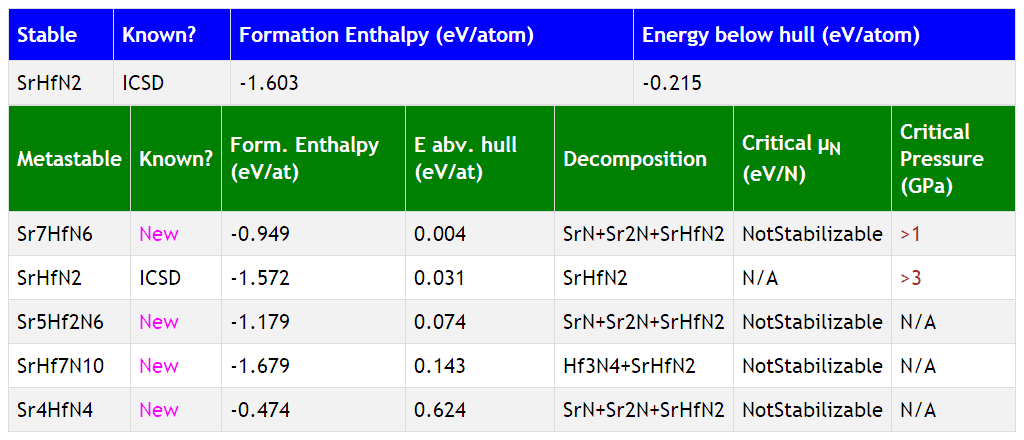 Stable Known? Formation Enthalpy (eV/atom) Energy below hull (eV/atom)
SrHfN2 ICSD -1.603 -0.215
Metastable Known? Form. Enthalpy (eV/at) E abv. hull (eV/at) Decomposition Critical μN (eV/N) Critical Pressure (GPa)
Sr7HfN6 New -0.949 0.004 SrN+Sr2N+SrHfN2 NotStabilizable >1
SrHfN2 ICSD -1.572 0.031 SrHfN2 N/A >3
Sr5Hf2N6 New -1.179 0.074 SrN+Sr2N+SrHfN2 NotStabilizable N/A
SrHf7N10 New -1.679 0.143 Hf3N4+SrHfN2 NotStabilizable N/A
Sr4HfN4 New -0.474 0.624 SrN+Sr2N+SrHfN2 NotStabilizable N/A